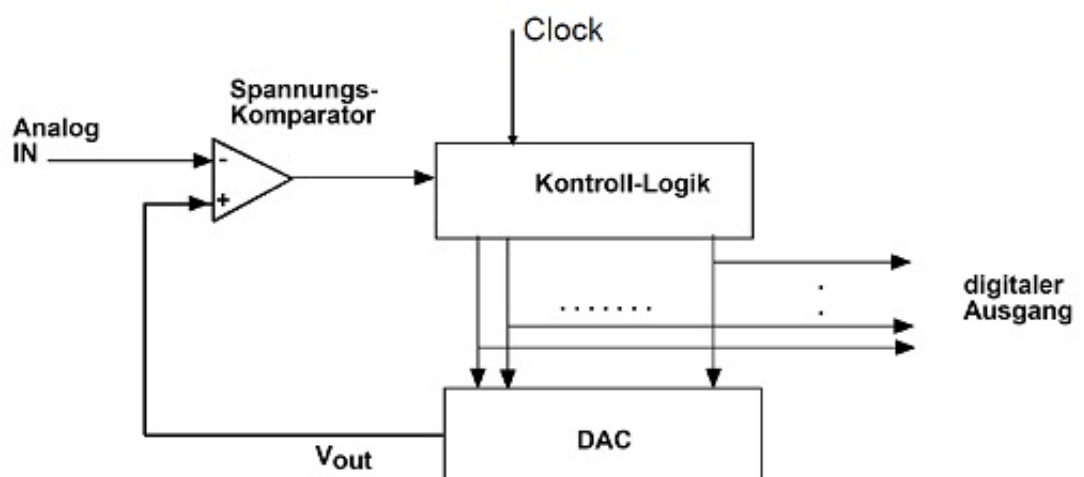 Clock
Spannungs-
Komparator
Analog
IN
-
+
Kontroll-Logik
.......
digitaler
Ausgang
DAC
Vout